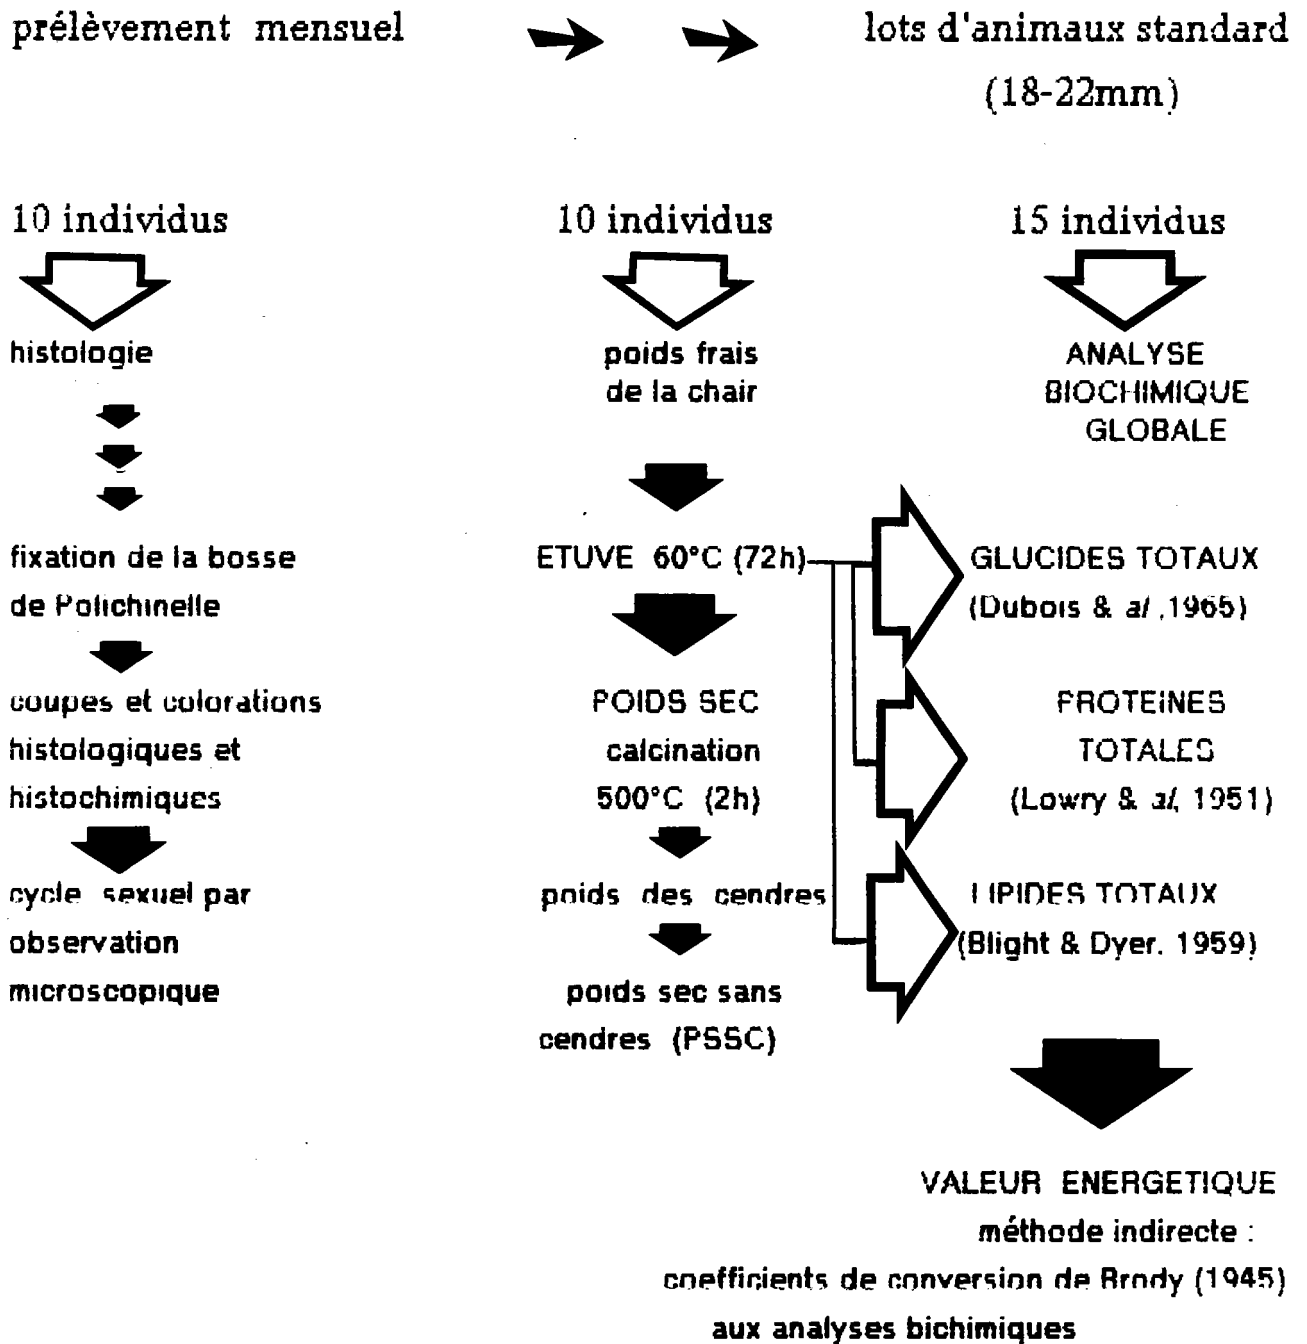 prélèvement mensuel
lots d'animaux standard
(18-22mm)
10 individus
histologie
fixation de la bosse
de Polichinelle
coupes et colorations
histologiques et
histochimiques
cycle sexuel par
observation
microscopique
10 individus
poids frais
de la chair
ETUVE 60°C (72h)
POIDS SEC
calcination
500°C (2h)
poids des cendres
poids sec sans
cendres (PSSC)
15 individus
ANALYSE
BIOCHIMIQUE
GLOBALE
GLUCIDES TOTAUX
(Dubois & al ,1965)
PROTEINES
TOTALES
(Lowry & al, 1951)
LIPIDES TOTAUX
(Blight & Dyer. 1959)
VALEUR ENERGETIQUE
méthode indirecte :
coefficients de conversion de Brody (1945)
aux analyses bichimiques